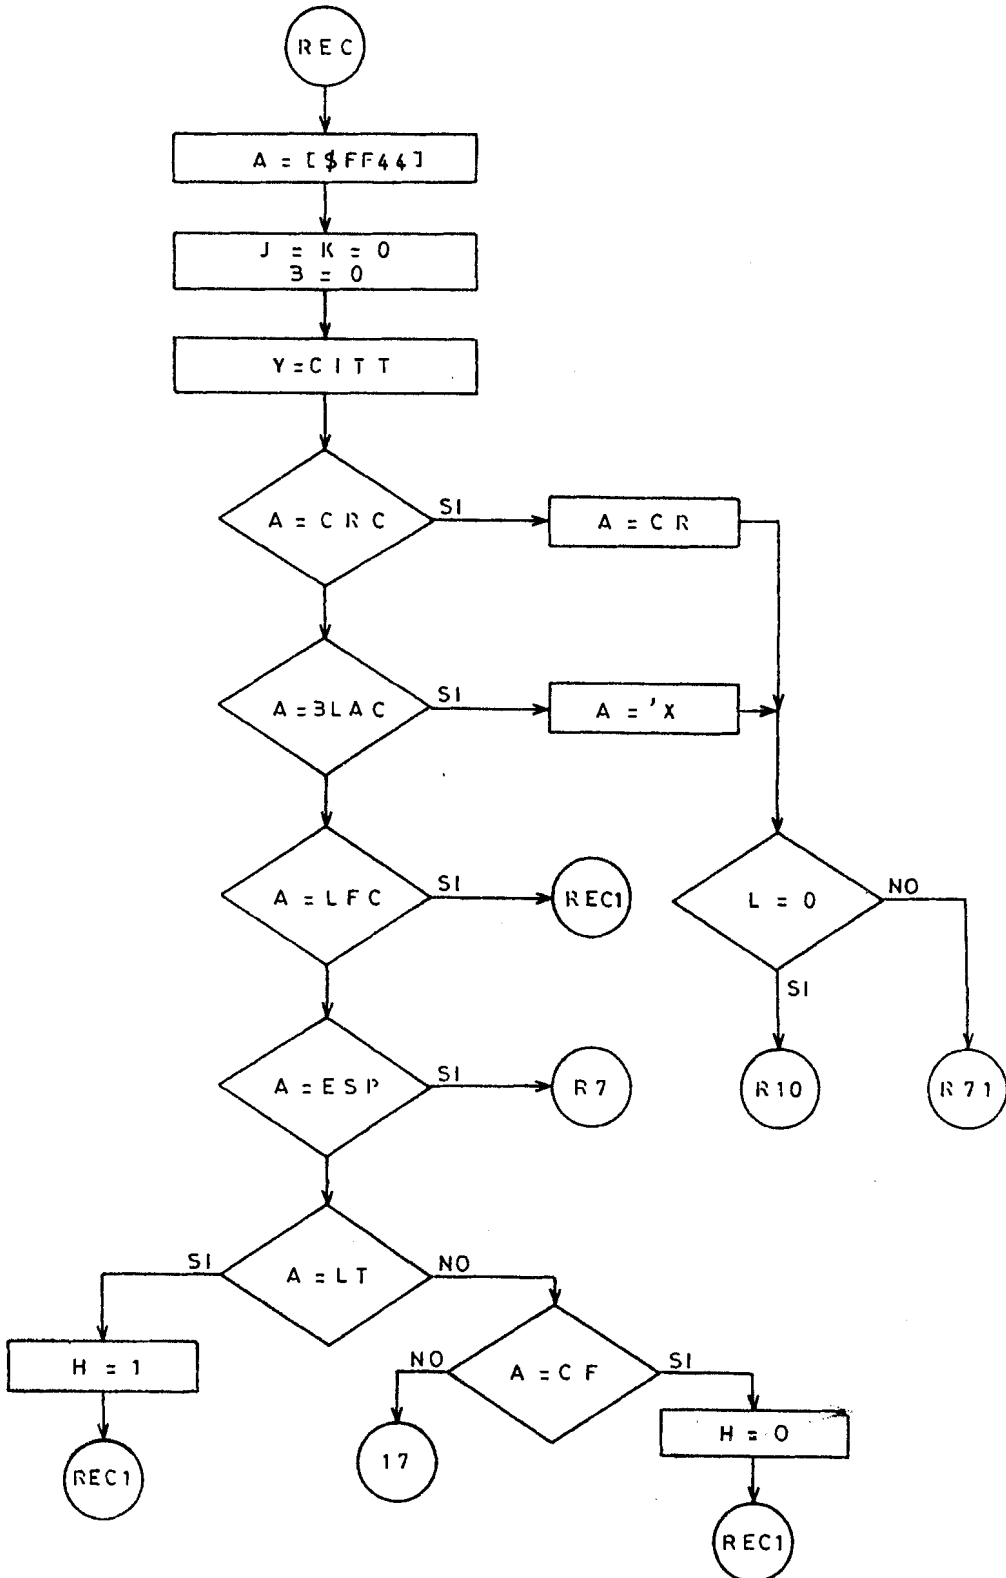 REC
A = [$FF44]
J = K = 0
B = 0
Y = CITT
A = CRC
SI
A = CR
A = BLAC
SI
A = 'X
A = LFC
SI
REC1
L = 0
NO
SI
A = ESP
SI
R7
R10
R71
SI
A = LT
NO
H = 1
NO
A = CF
SI
REC1
17
H = 0
REC1